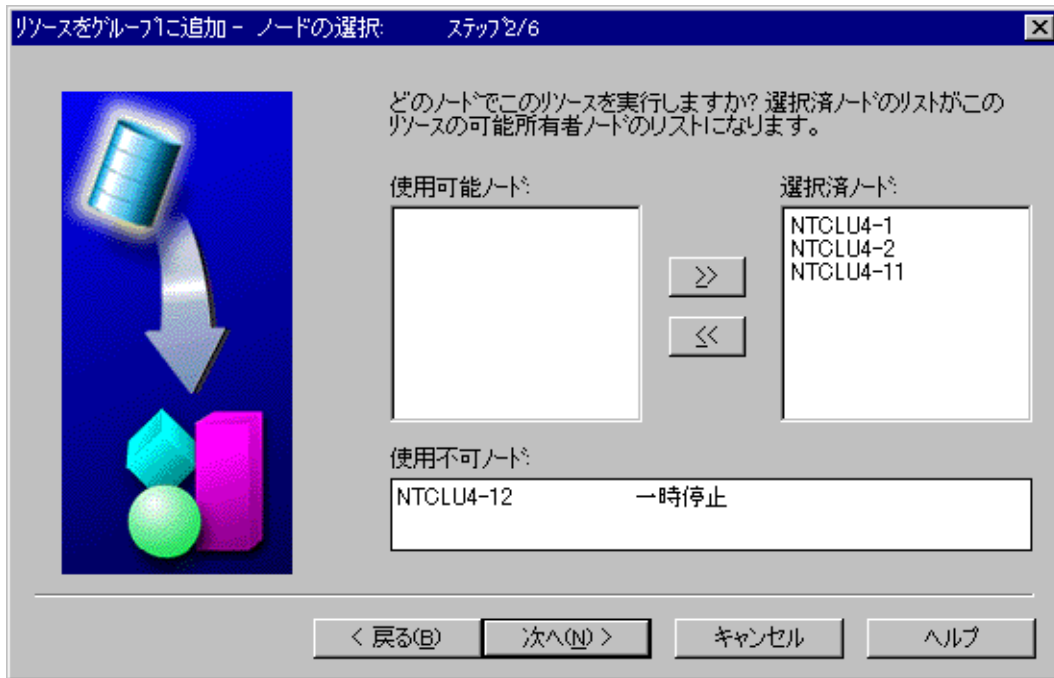 リソースをグループに追加 - ノードの選択: ステップ2/6
どのノードでこのリソースを実行しますか? 選択済ノードのリストがこの
リソースの可能所有者ノードのリストになります。
使用可能ノード:
選択済ノード:
NTCLU4-1
NTCLU4-2
NTCLU4-11
>>
<<
使用不可ノード:
NTCLU4-12 一時停止
< 戻る(B)
次へ(N) >
キャンセル
ヘルプ